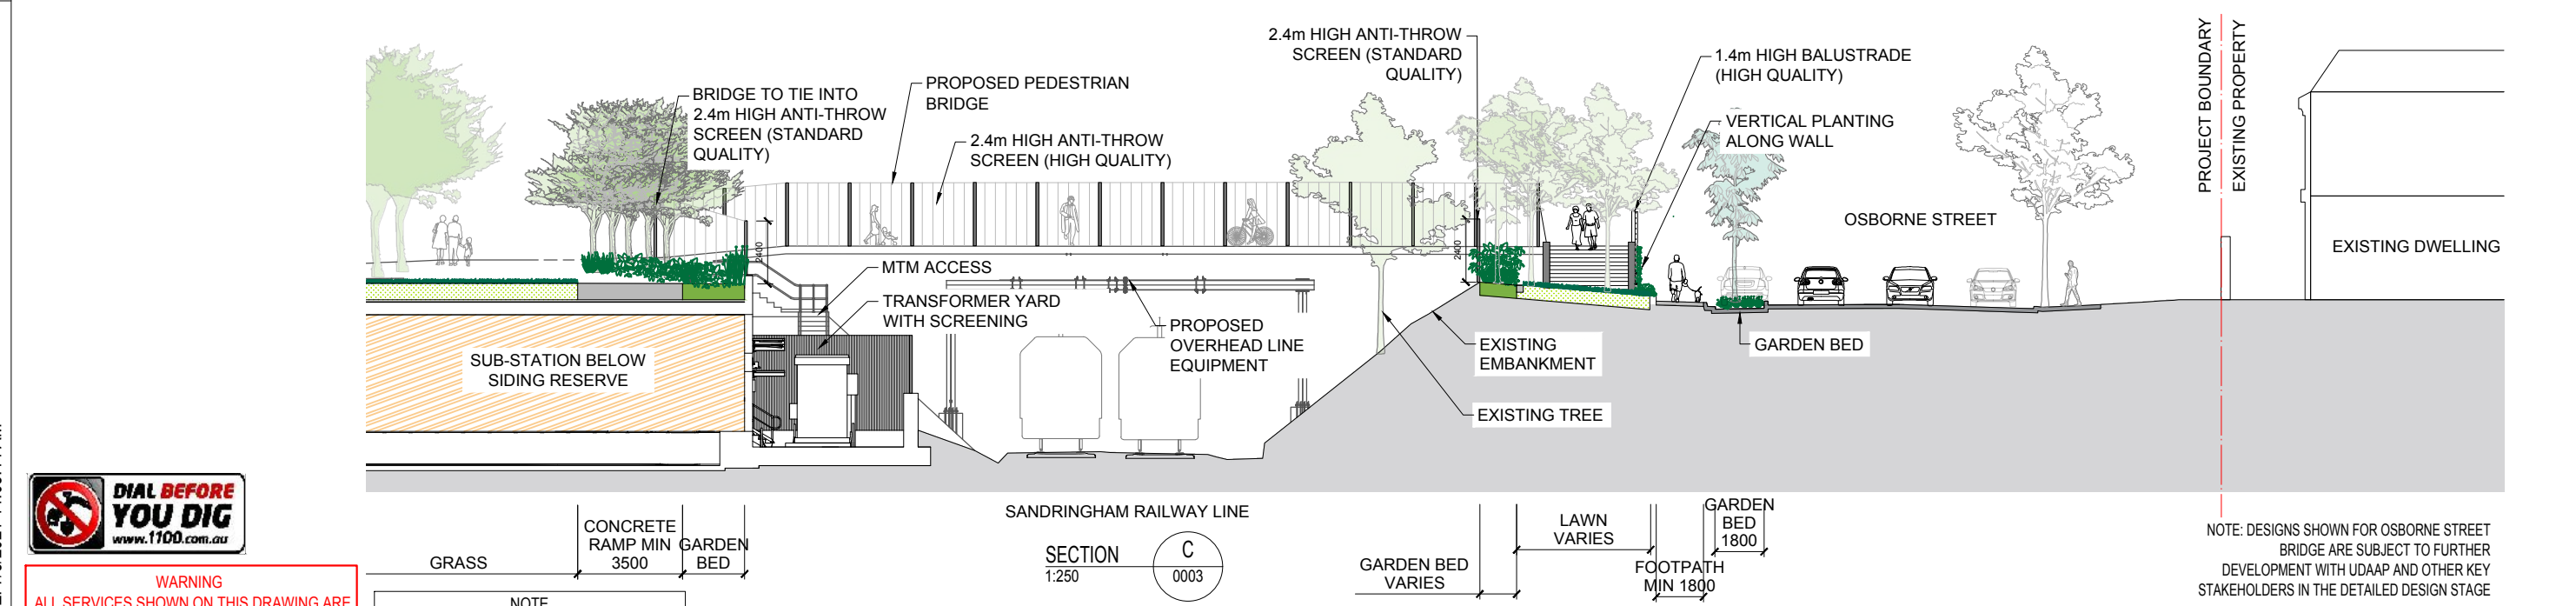 BRIDGE TO TIE INTO
2.4m HIGH ANTI-THROW
SCREEN (STANDARD
QUALITY)
PROPOSED PEDESTRIAN
BRIDGE
2.4m HIGH ANTI-THROW
SCREEN (HIGH QUALITY)
2.4m HIGH ANTI-THROW
SCREEN (STANDARD
QUALITY)
1.4m HIGH BALUSTRADE
(HIGH QUALITY)
VERTICAL PLANTING
ALONG WALL
OSBORNE STREET
PROJECT BOUNDARY
EXISTING PROPERTY
EXISTING DWELLING
2400
2400
MTM ACCESS
TRANSFORMER YARD
WITH SCREENING
PROPOSED
OVERHEAD LINE
EQUIPMENT
SUB-STATION BELOW
SIDING RESERVE
EXISTING
EMBANKMENT
EXISTING TREE
GARDEN BED
DIAL BEFORE
YOU DIG
www.1100.com.au
WARNING
ALL SERVICES SHOWN ON THIS DRAWING ARE
GRASS
CONCRETE
RAMP MIN
3500
GARDEN
BED
NOTE
SANDRINGHAM RAILWAY LINE
SECTION
1:250
C
0003
GARDEN BED
VARIES
LAWN
VARIES
FOOTPATH
MIN 1800
GARDEN
BED
1800
NOTE: DESIGNS SHOWN FOR OSBORNE STREET
BRIDGE ARE SUBJECT TO FURTHER
DEVELOPMENT WITH UDAAP AND OTHER KEY
STAKEHOLDERS IN THE DETAILED DESIGN STAGE